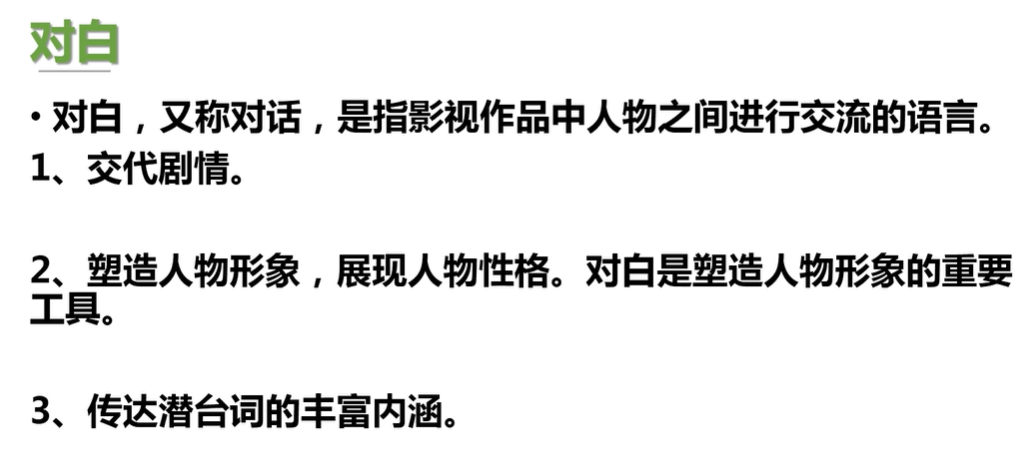 对白
• 对白，又称对话，是指影视作品中人物之间进行交流的语言。
1、交代剧情。
2、塑造人物形象，展现人物性格。对白是塑造人物形象的重要
工具。
3、传达潜台词的丰富内涵。